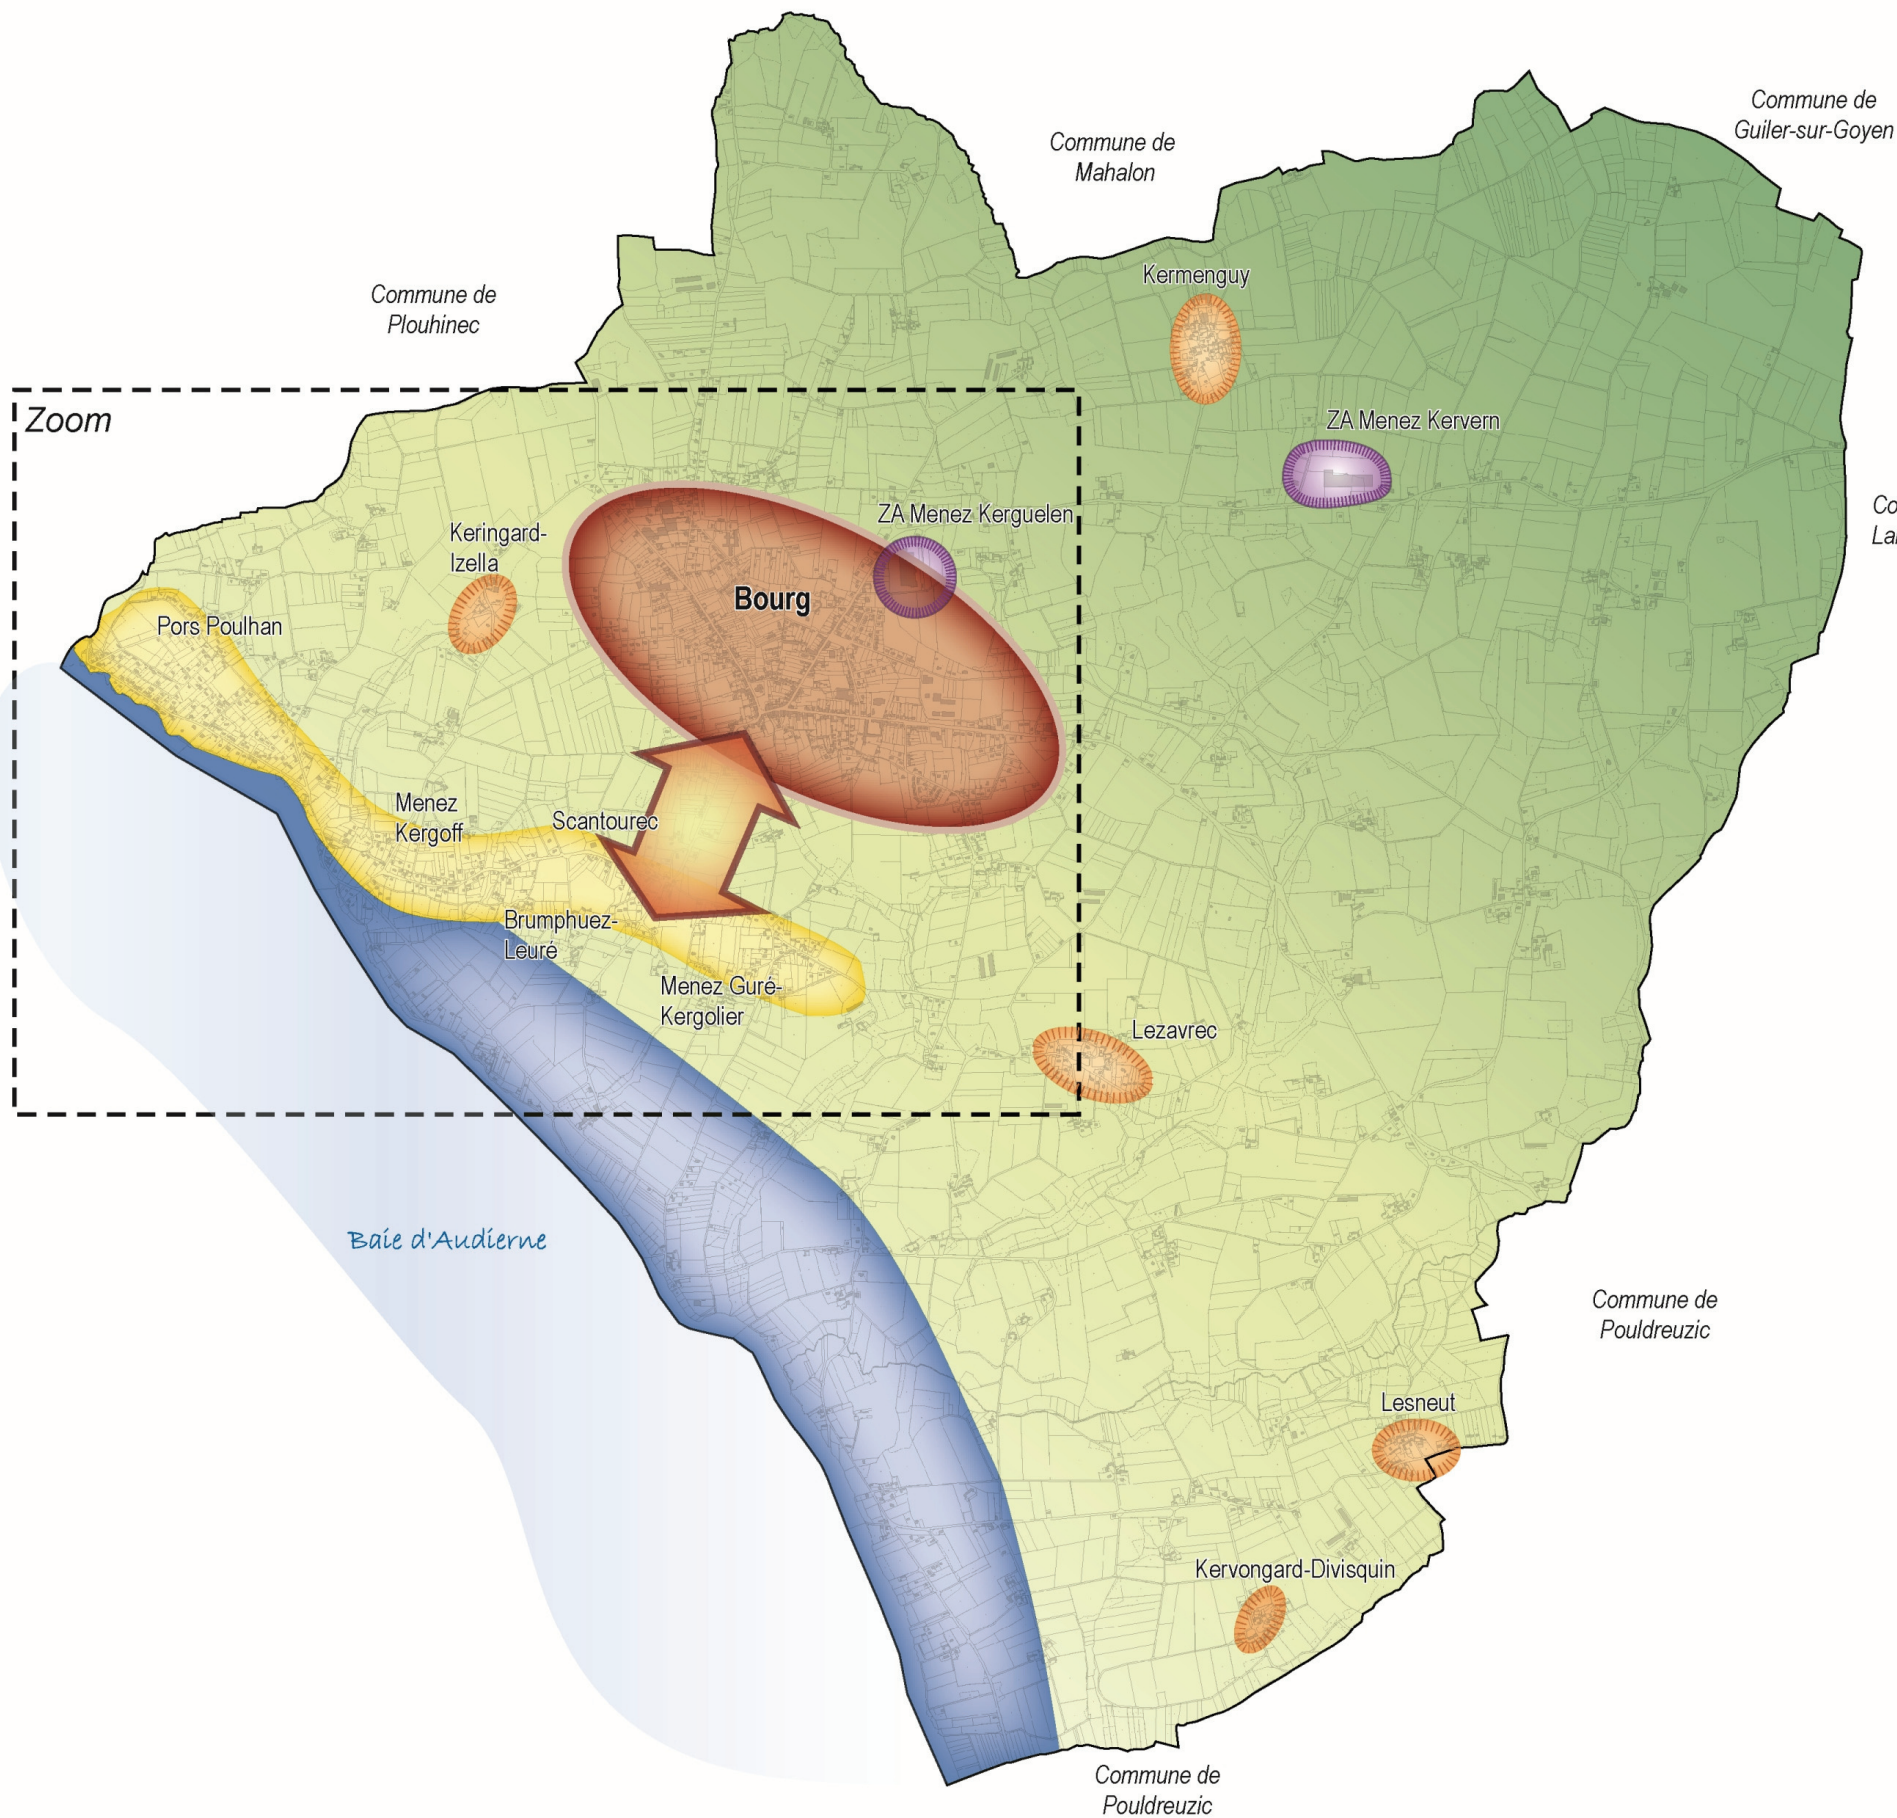 Commune de
Guiler-sur-Goyen
Commune de
Mahalon
Kermenguy
Commune de
Plouhinec
Zoom
ZA Menez Kervern
Co
La
ZA Menez Kerguelen
Keringard-
Izella
Bourg
Pors Poulhan
Menez
Kergoff
Scantourec
Brumphuez-
Leuré
Menez Guré-
Kergolier
Lezavrec
Baie d'Audierne
Commune de
Pouldreuzic
Lesneut
Kervongard-Divisquin
Commune de
Pouldreuzic